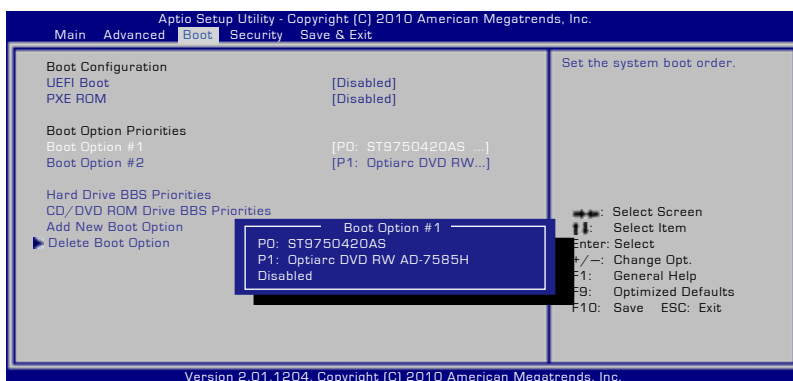 Aptio Setup Utility - Copyright (C) 2010 American Megatrends, Inc.
Main Advanced Boot Security Save & Exit
Boot Configuration
UEFI Boot [Disabled]
PXE ROM [Disabled]
Boot Option Priorities
Boot Option #1 [P0: ST9750420AS ...]
Boot Option #2 [P1: Optiarc DVD RW...]
Hard Drive BBS Priorities
CD/DVD ROM Drive BBS Priorities
Add New Boot Option
Delete Boot Option
Boot Option #1
P0: ST9750420AS
P1: Optiarc DVD RW AD-7585H
Disabled
Set the system boot order.
→←: Select Screen
↑↓: Select Item
Enter: Select
+/—: Change Opt.
F1: General Help
F9: Optimized Defaults
F10: Save ESC: Exit
Version 2.01.1204. Copyright (C) 2010 American Megatrends, Inc.